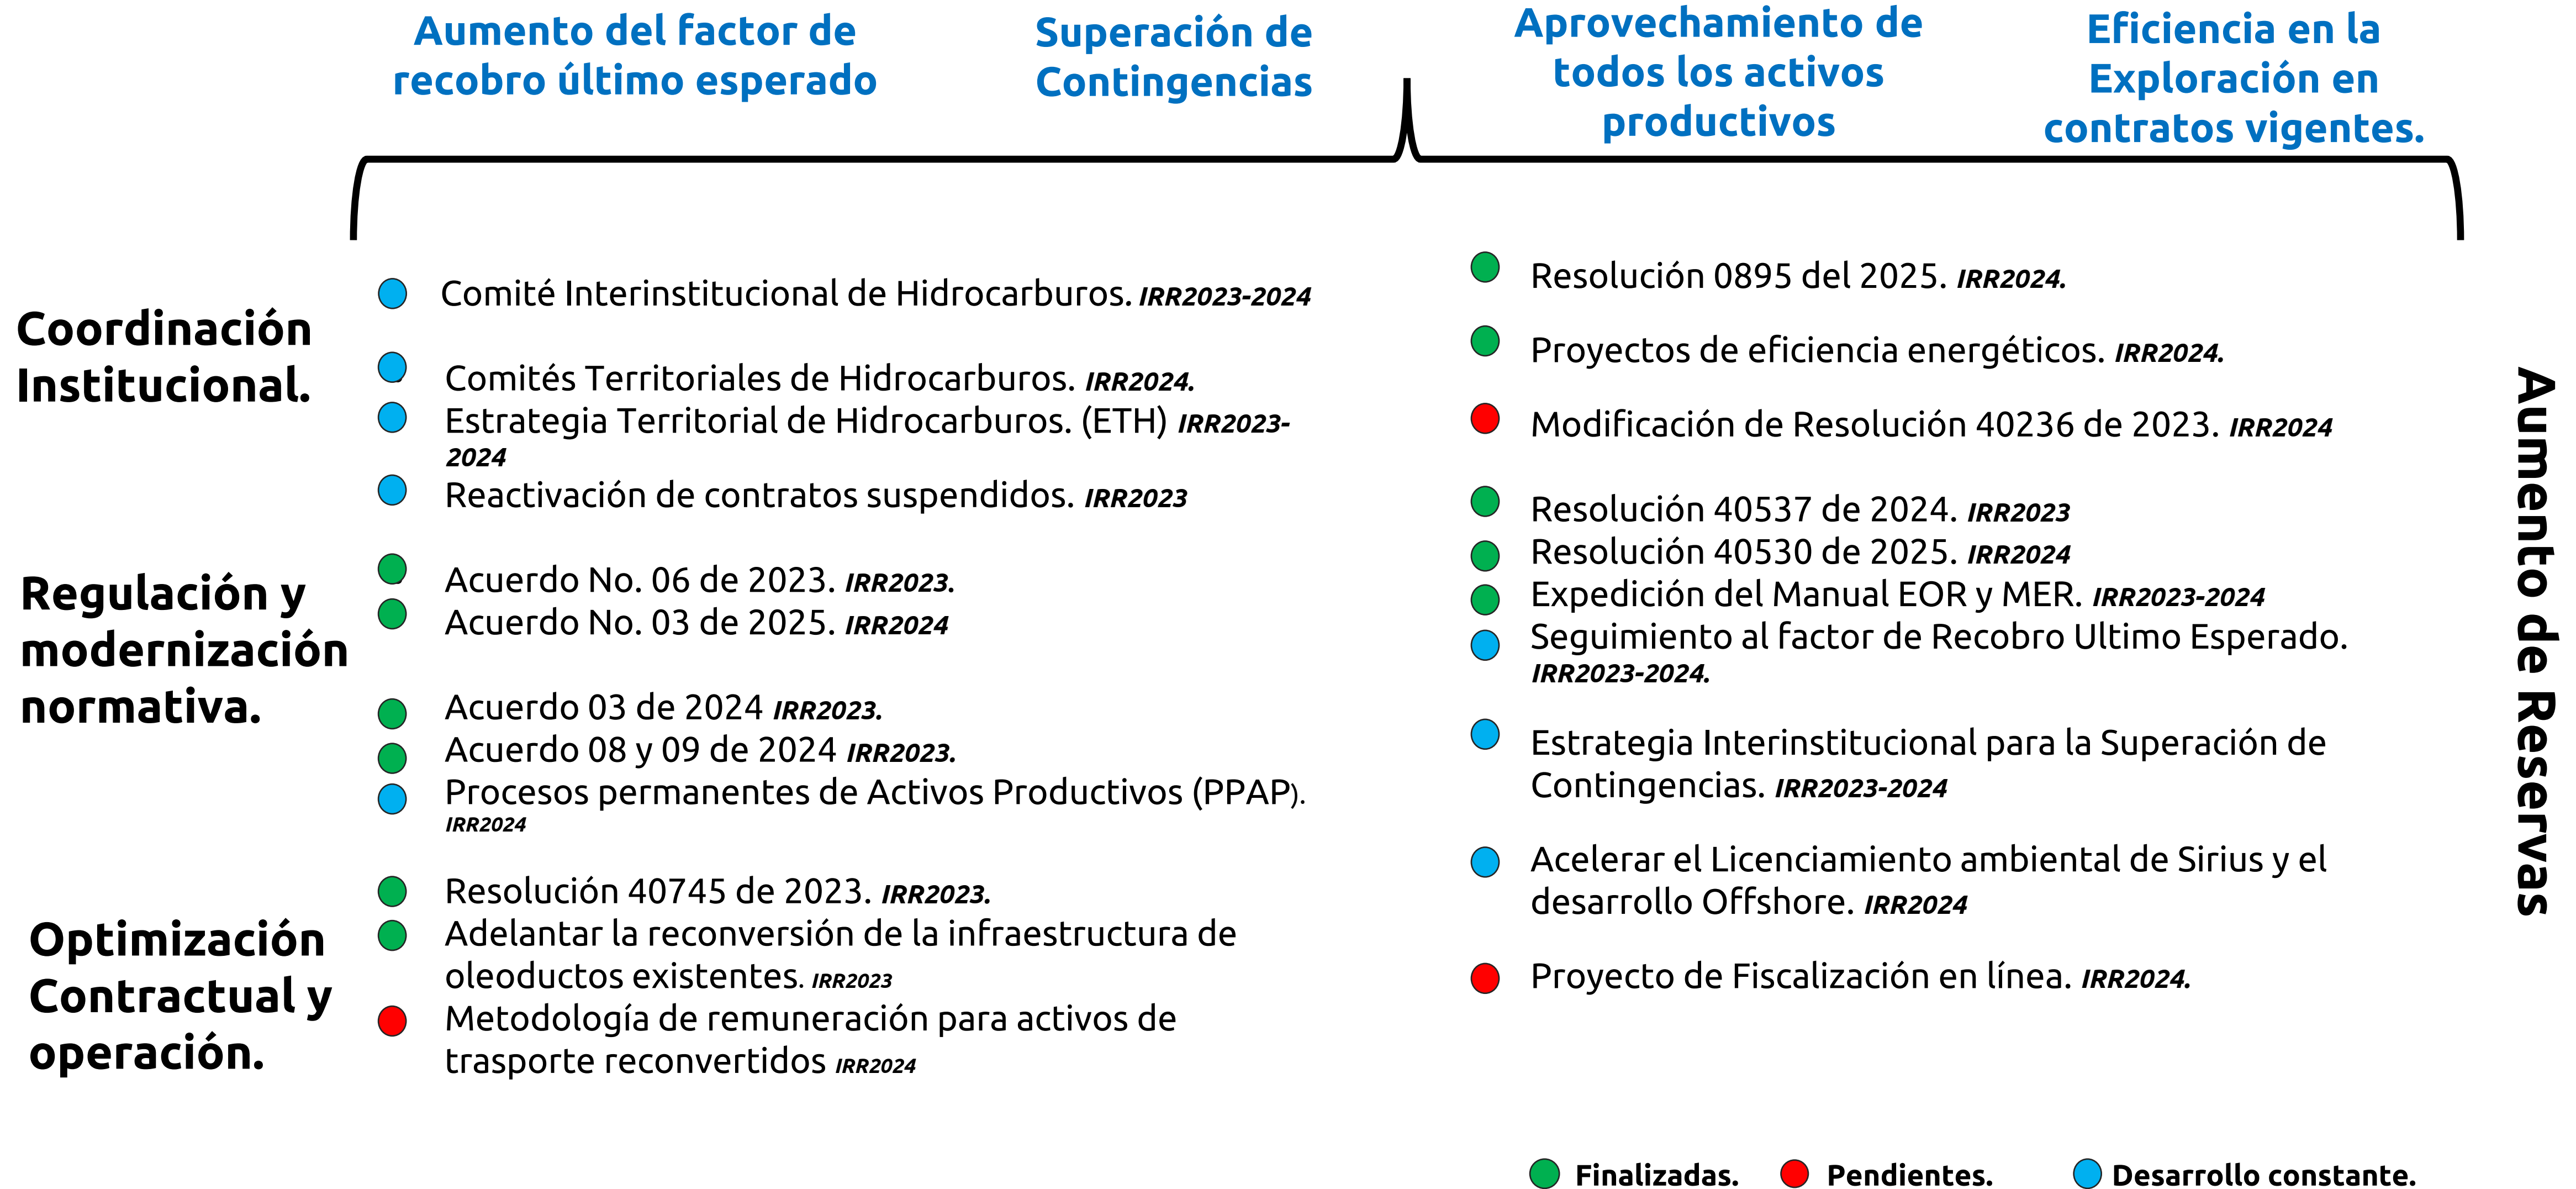 Aumento del factor de
recobro último esperado
Superación de
Contingencias
Aprovechamiento de
todos los activos
productivos
Eficiencia en la
Exploración en
contratos vigentes.
Coordinación
Institucional.
Regulación y
modernización
normativa.
Optimización
Contractual y
operación.
Comité Interinstitucional de Hidrocarburos. IRR2023-2024
Comités Territoriales de Hidrocarburos. IRR2024.
Estrategia Territorial de Hidrocarburos. (ETH) IRR2023-
2024
Reactivación de contratos suspendidos. IRR2023
Acuerdo No. 06 de 2023. IRR2023.
Acuerdo No. 03 de 2025. IRR2024
Acuerdo 03 de 2024 IRR2023.
Acuerdo 08 y 09 de 2024 IRR2023.
Procesos permanentes de Activos Productivos (PPAP).
IRR2024
Resolución 40745 de 2023. IRR2023.
Adelantar la reconversión de la infraestructura de
oleoductos existentes. IRR2023
Metodología de remuneración para activos de
trasporte reconvertidos IRR2024
Resolución 0895 del 2025. IRR2024.
Proyectos de eficiencia energéticos. IRR2024.
Modificación de Resolución 40236 de 2023. IRR2024
Resolución 40537 de 2024. IRR2023
Resolución 40530 de 2025. IRR2024
Expedición del Manual EOR y MER. IRR2023-2024
Seguimiento al factor de Recobro Ultimo Esperado.
IRR2023-2024.
Estrategia Interinstitucional para la Superación de
Contingencias. IRR2023-2024
Acelerar el Licenciamiento ambiental de Sirius y el
desarrollo Offshore. IRR2024
Proyecto de Fiscalización en línea. IRR2024.
Aumento de Reservas
Finalizadas.
Pendientes.
Desarrollo constante.